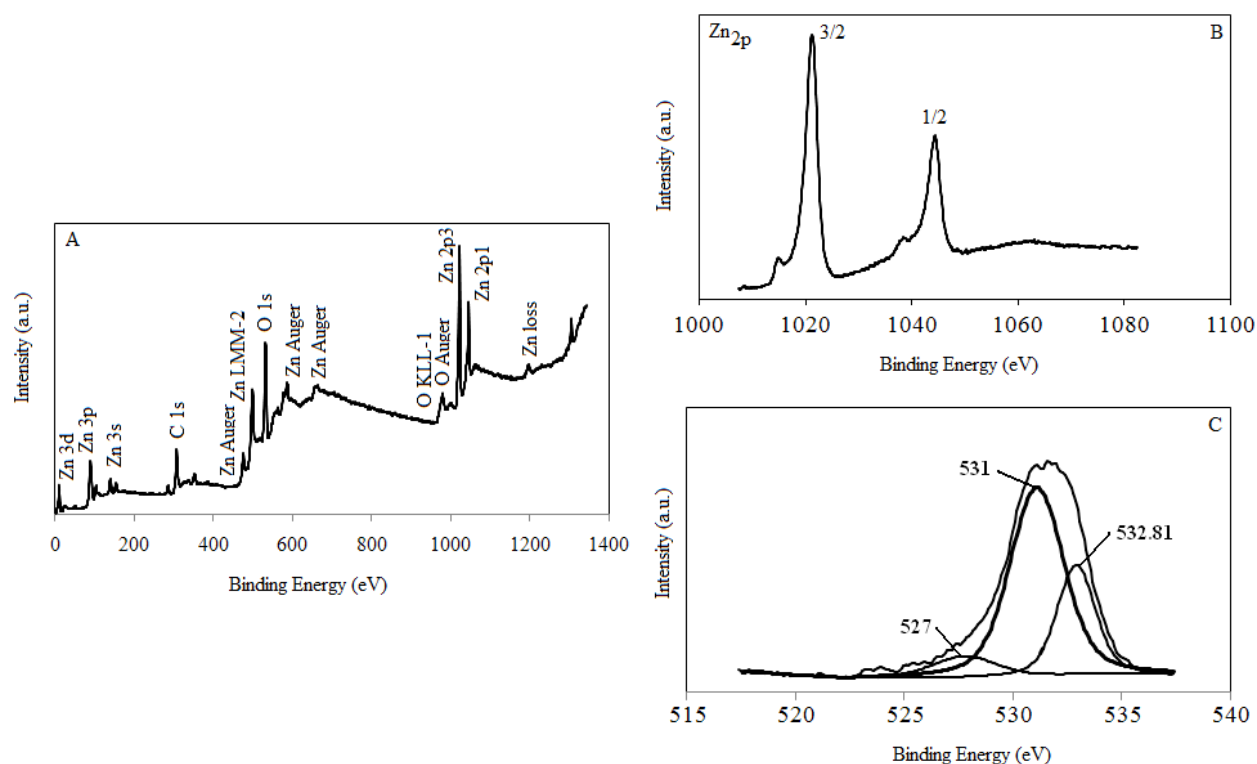 A
Intensity (a.u.)
Zn 3d
Zn 3p
Zn 3s
C 1s
Zn Auger
Zn LMM-2
O 1s
Zn Auger
Zn Auger
O KLL-1
O Auger
Zn 2p3
Zn 2p1
Zn loss
0 200 400 600 800 1000 1200 1400
Binding Energy (eV)
Zn2p
3/2
B
1/2
Intensity (a.u.)
1000 1020 1040 1060 1080 1100
Binding Energy (eV)
C
531
532.81
527
Intensity (a.u.)
515 520 525 530 535 540
Binding Energy (eV)